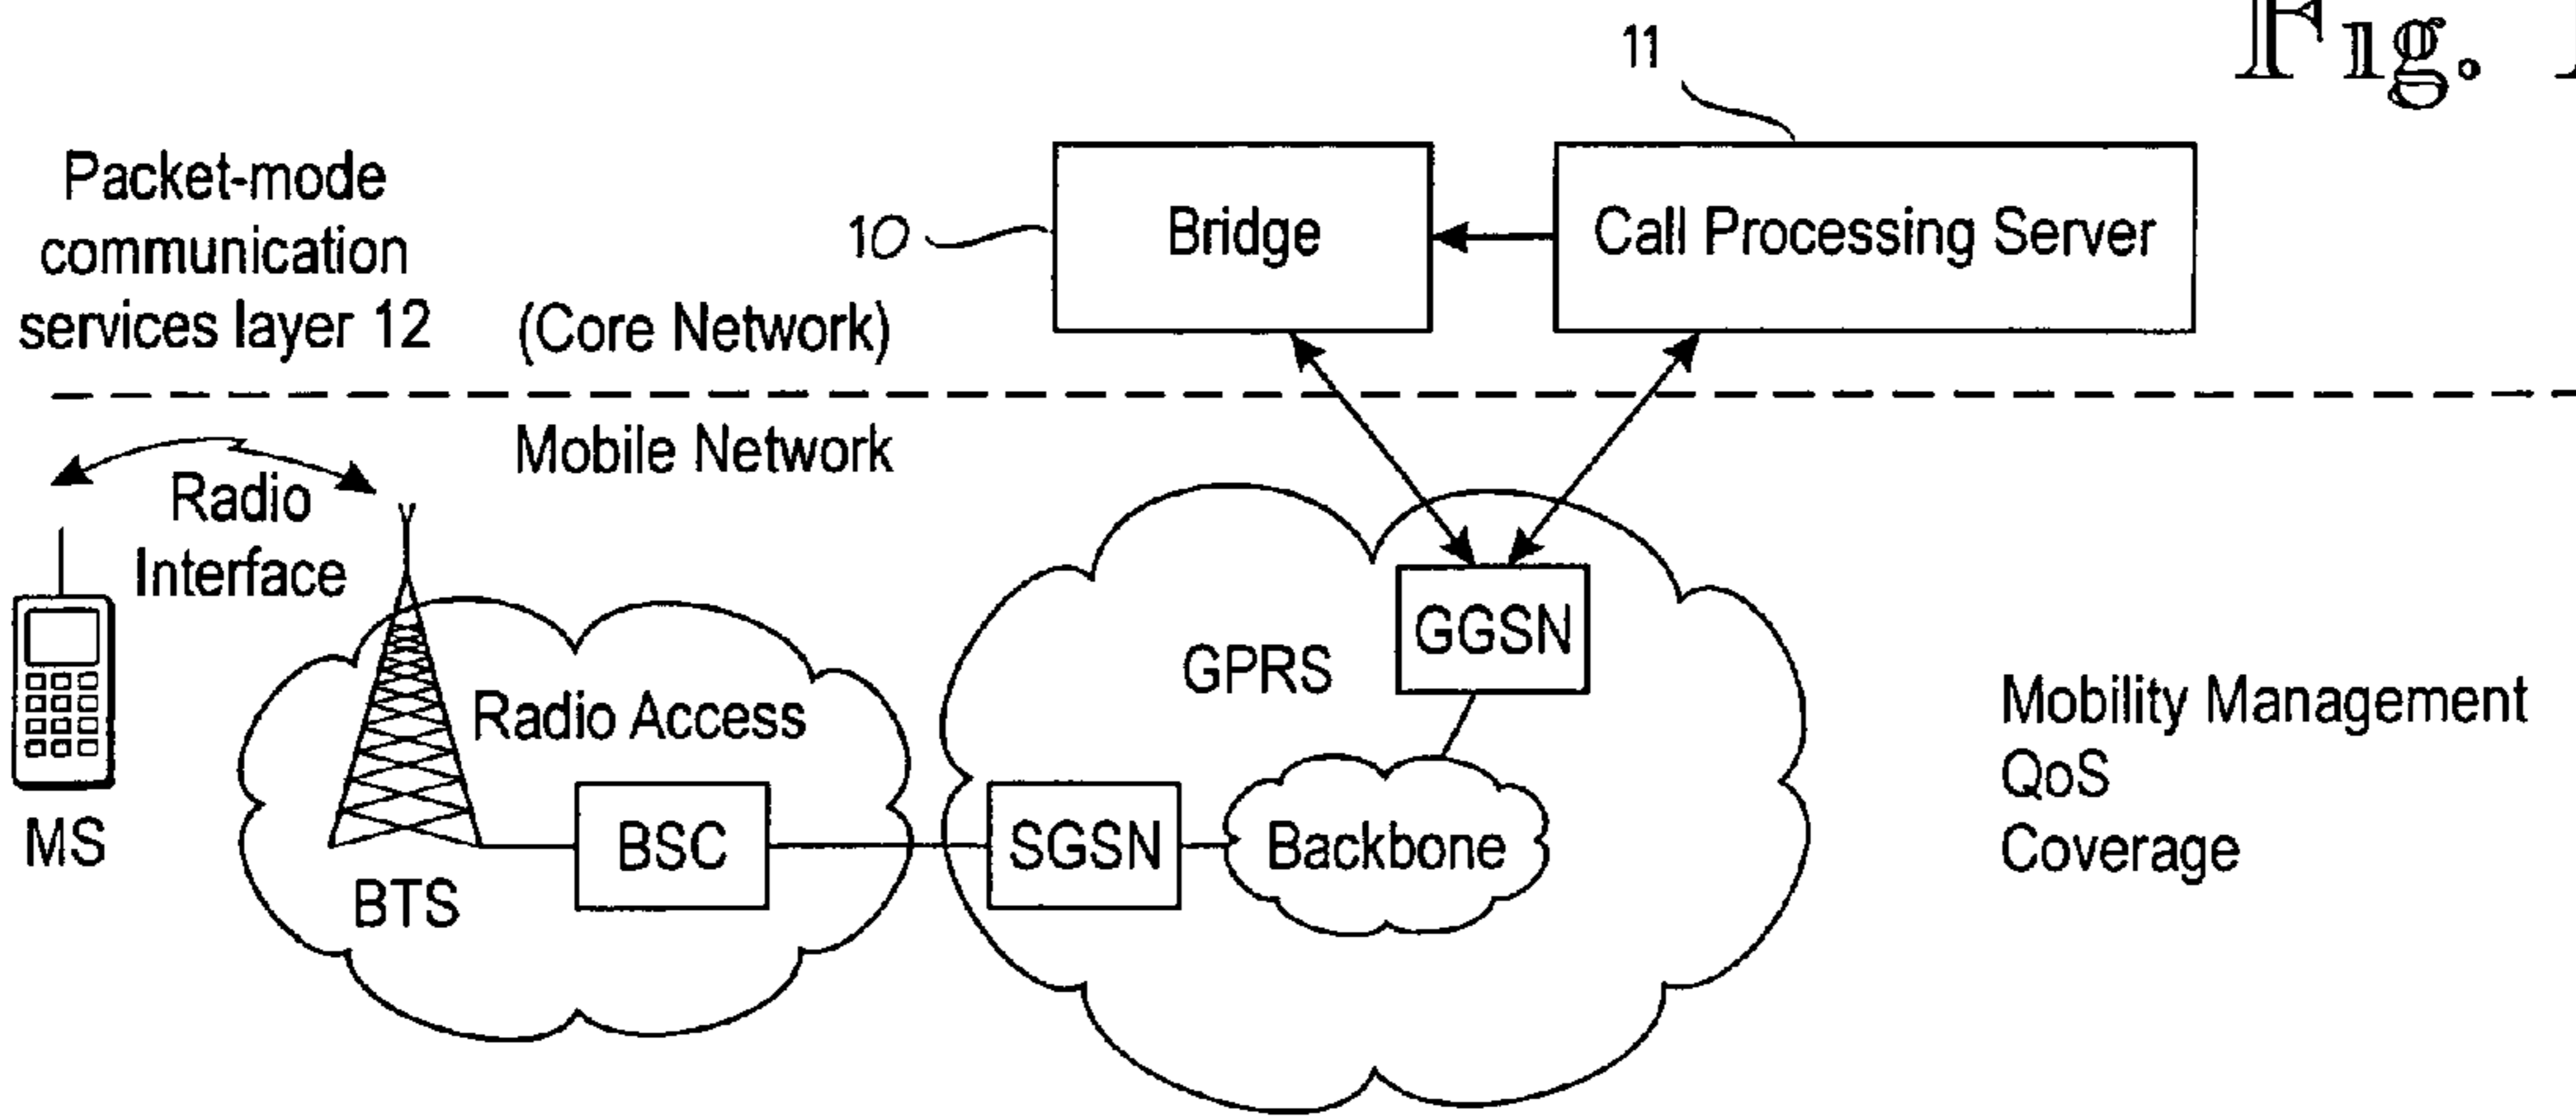 Fig.
11
Packet-mode
communication
services layer 12
(Core Network)
10
Bridge
Call Processing Server
Mobile Network
Radio
Interface
MS
Radio Access
BTS
BSC
GPRS
GGSN
SGSN
Backbone
Mobility Management
QoS
Coverage